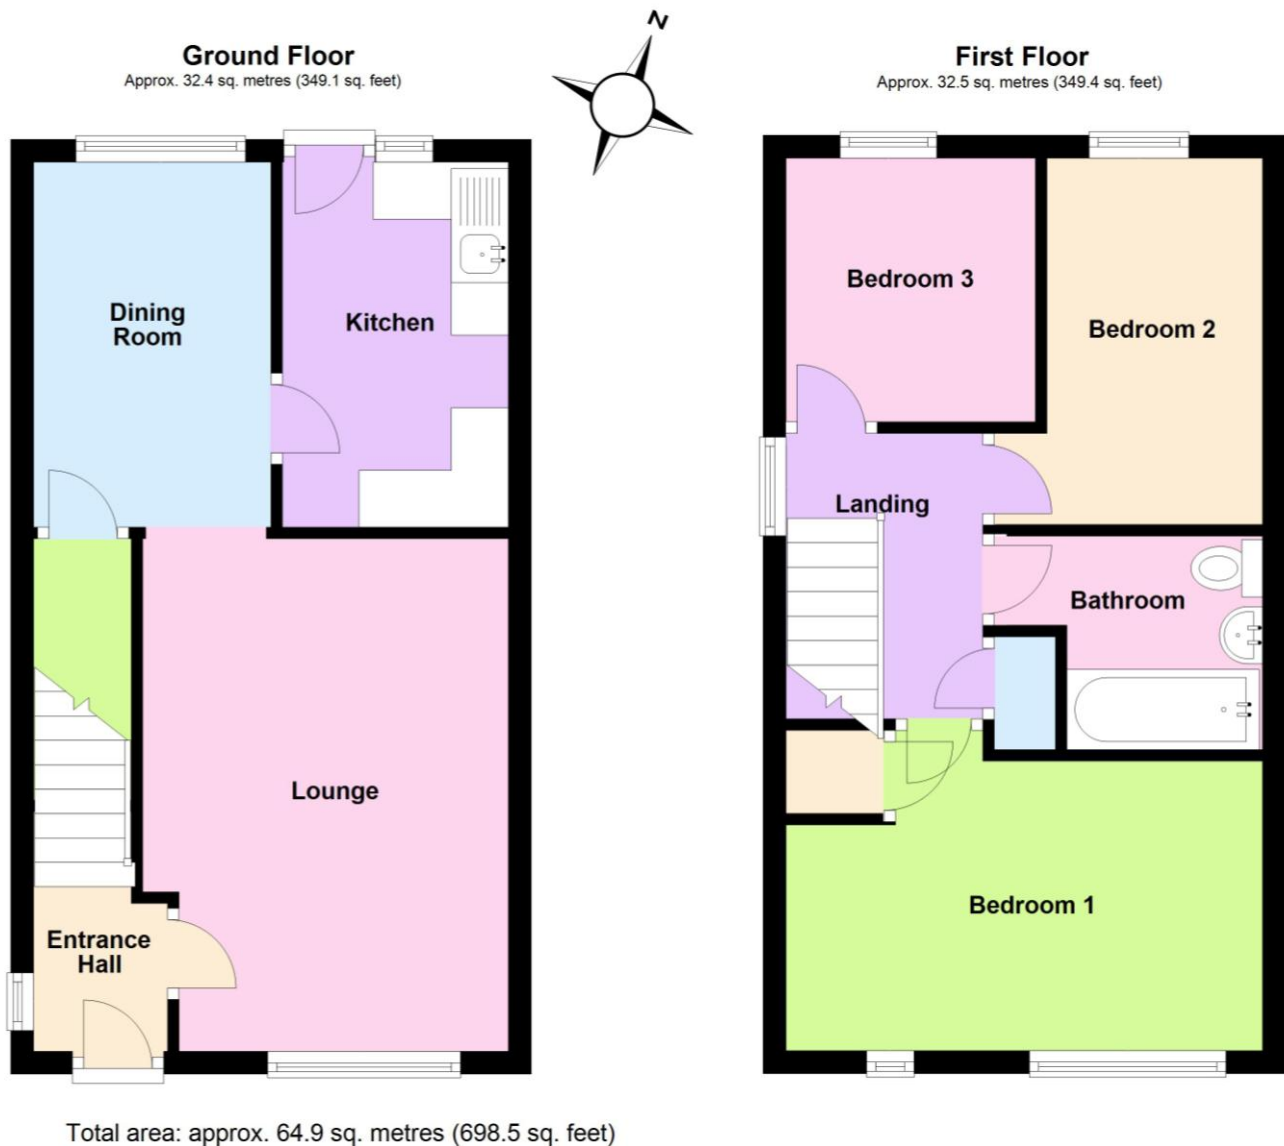 N
Ground Floor
Approx. 32.4 sq. metres (349.1 sq. feet)
Dining
Room
Kitchen
Lounge
Entrance
Hall
First Floor
Approx. 32.5 sq. metres (349.4 sq. feet)
Bedroom 3
Bedroom 2
Landing
Bathroom
Bedroom 1
Total area: approx. 64.9 sq. metres (698.5 sq. feet)